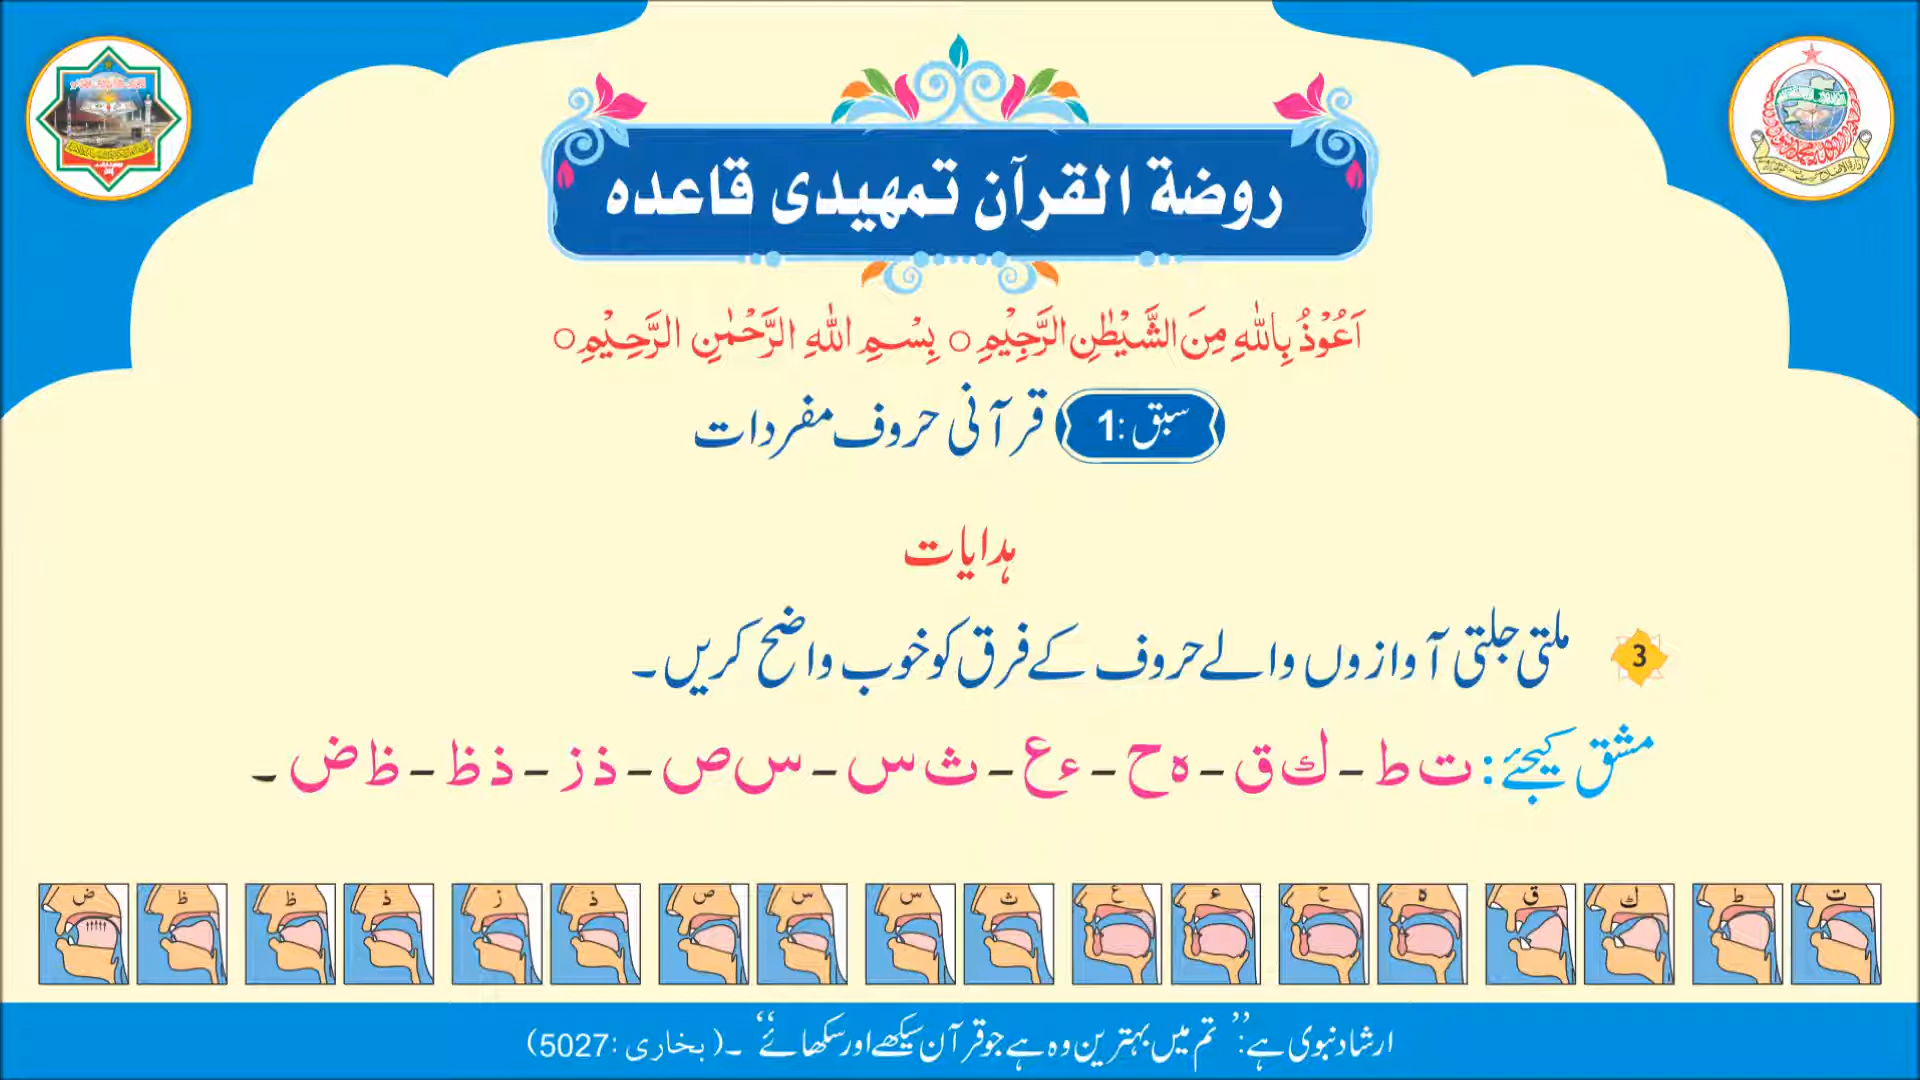 روضة القرآن تمہیدی قاعدہ
اَعُوْذُ بِاللهِ مِنَ الشَّيْطٰنِ الرَّجِيْمِ ○ بِسْمِ اللهِ الرَّحْمٰنِ الرَّحِيْمِ ○
سبق :1 قرآنی حروف مفردات
ہدایات
3 ملتی جلتی آوازوں والے حروف کے فرق کو خوب واضح کریں۔
مشق کیجئے: ت ط - ك ق - ہ ح - ء ع - ث س - س ص - ذ ز - ذ ظ - ظ ض -
ت ط ك ق ہ ح ء ع ث س س ص ذ ز ذ ظ ظ ض
ارشاد نبوی ہے: ”تم میں بہترین وہ ہے جو قرآن سیکھے اور سکھائے“ ۔ (بخاری :5027)